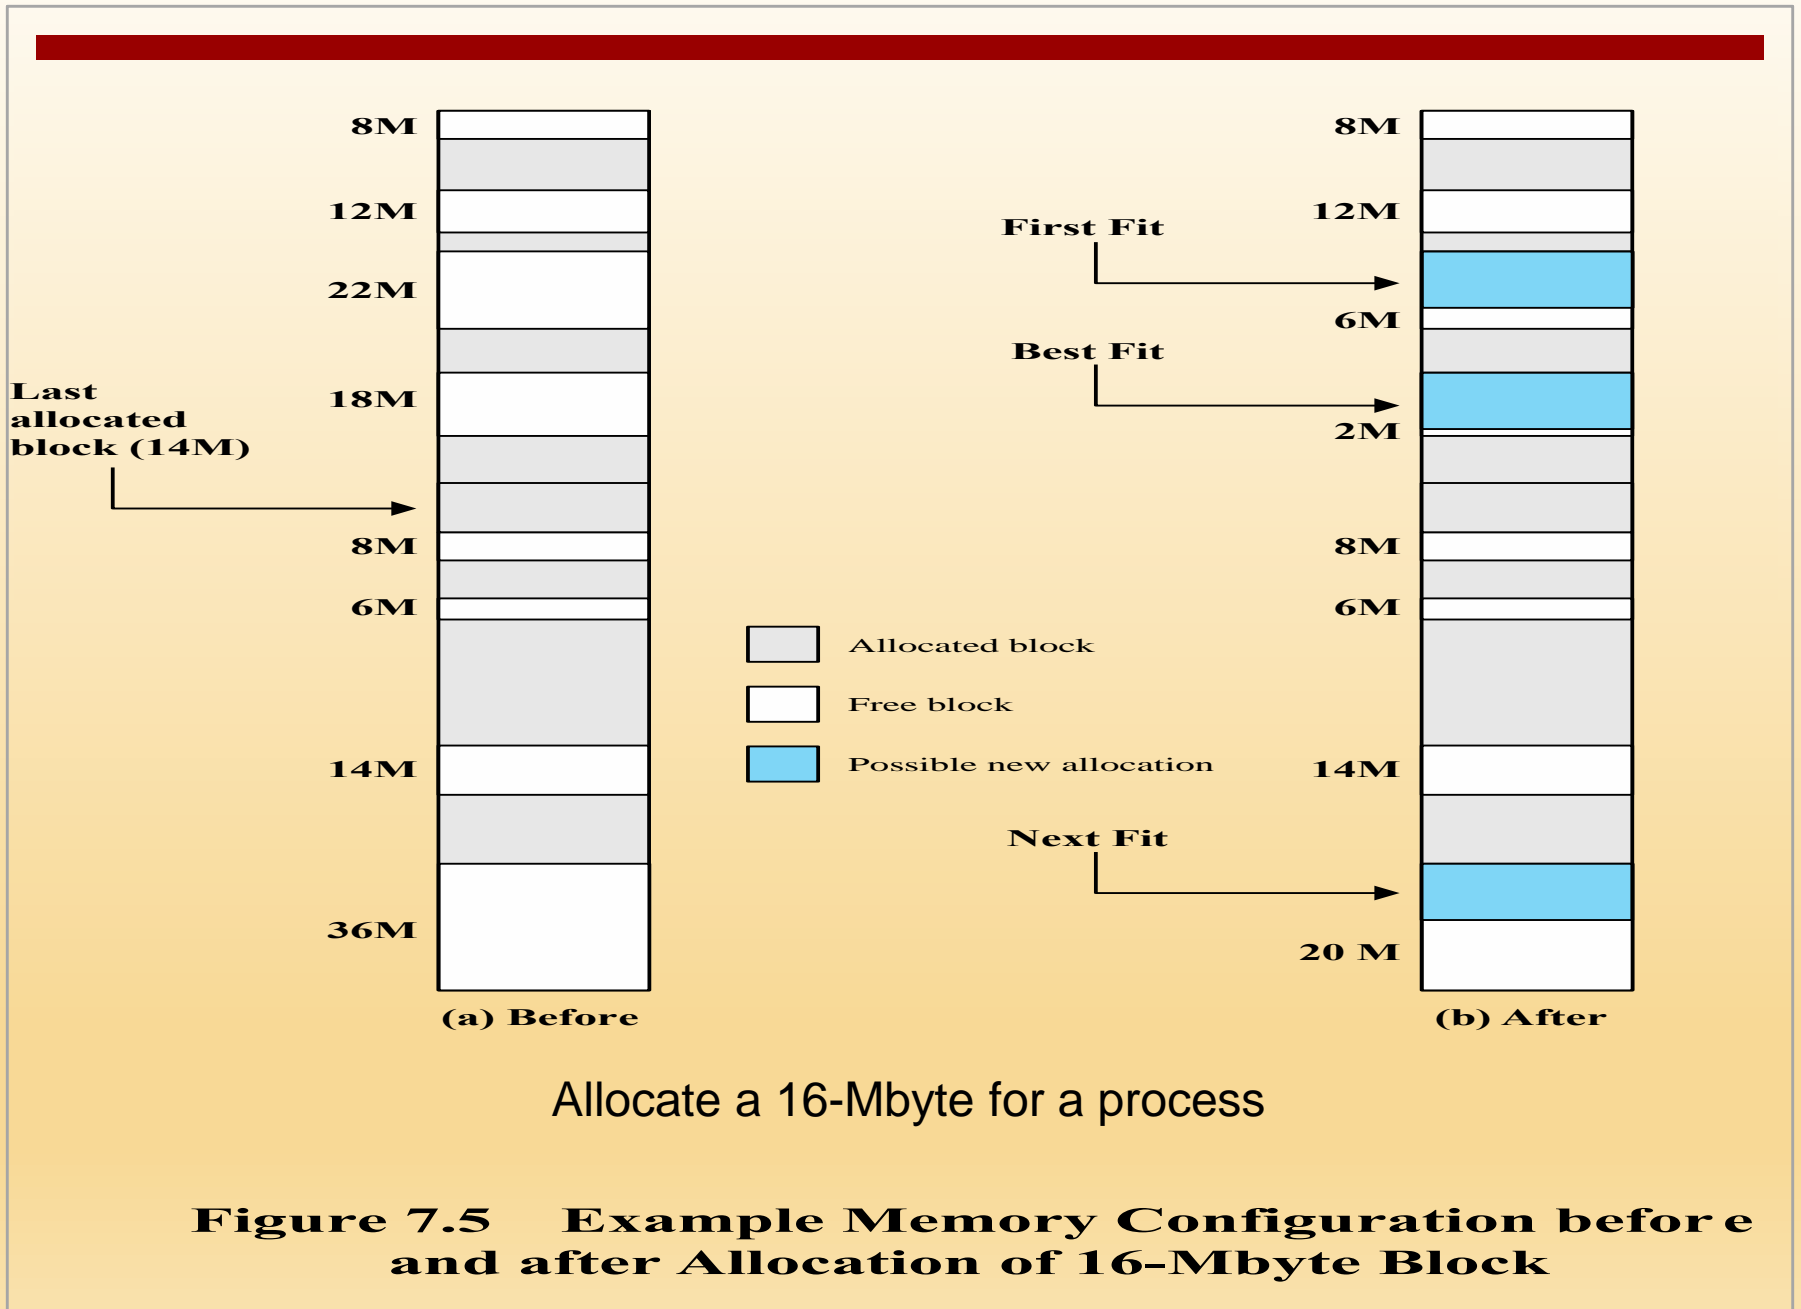 8M
12M
22M
18M
Last
allocated
block (14M)
8M
6M
14M
36M
(a) Before
Allocated block
Free block
Possible new allocation
8M
12M
First Fit
6M
Best Fit
2M
8M
6M
14M
Next Fit
20 M
(b) After
Allocate a 16-Mbyte for a process
Figure 7.5 Example Memory Configuration before
and after Allocation of 16-Mbyte Block